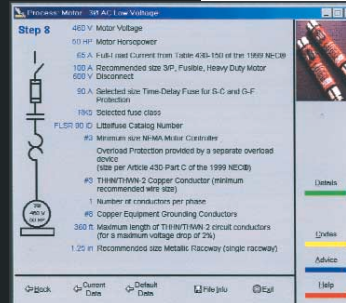 Process: Motor 3Ø AC Low Voltage
Step 8
460 V Motor Voltage
50 HP Motor Horsepower
65 A Full-Load Current from Table 430-150 of the 1999 NEC®
100 A Recommended size S/P, Fusible, Heavy Duty Motor
600 V Disconnect
90 A Selected size Time-Delay Fuse for S-C and G-F
Protection
RK5 Selected fuse class
FLSR 90 ID Littelfuse Catalog Number
#3 Minimum size NEMA Motor Controller
Overload Protection provided by a separate overload
device
(size per Article 430 Part C of the 1999 NEC®)
#3 THHN/THWN-2 Copper Conductor (minimum
recommended wire size)
1 Number of conductors per phase
#8 Copper Equipment Grounding Conductors
360 ft Maximum length of THHN/THWN-2 circuit conductors
(for a maximum voltage drop of 2%)
1.25 in Recommended size Metallic Raceway (single raceway)
3Ø
460 V
50 HP
Details
Undes
Advice
Help
Back
Current
Data
Default
Data
File Info
Exit